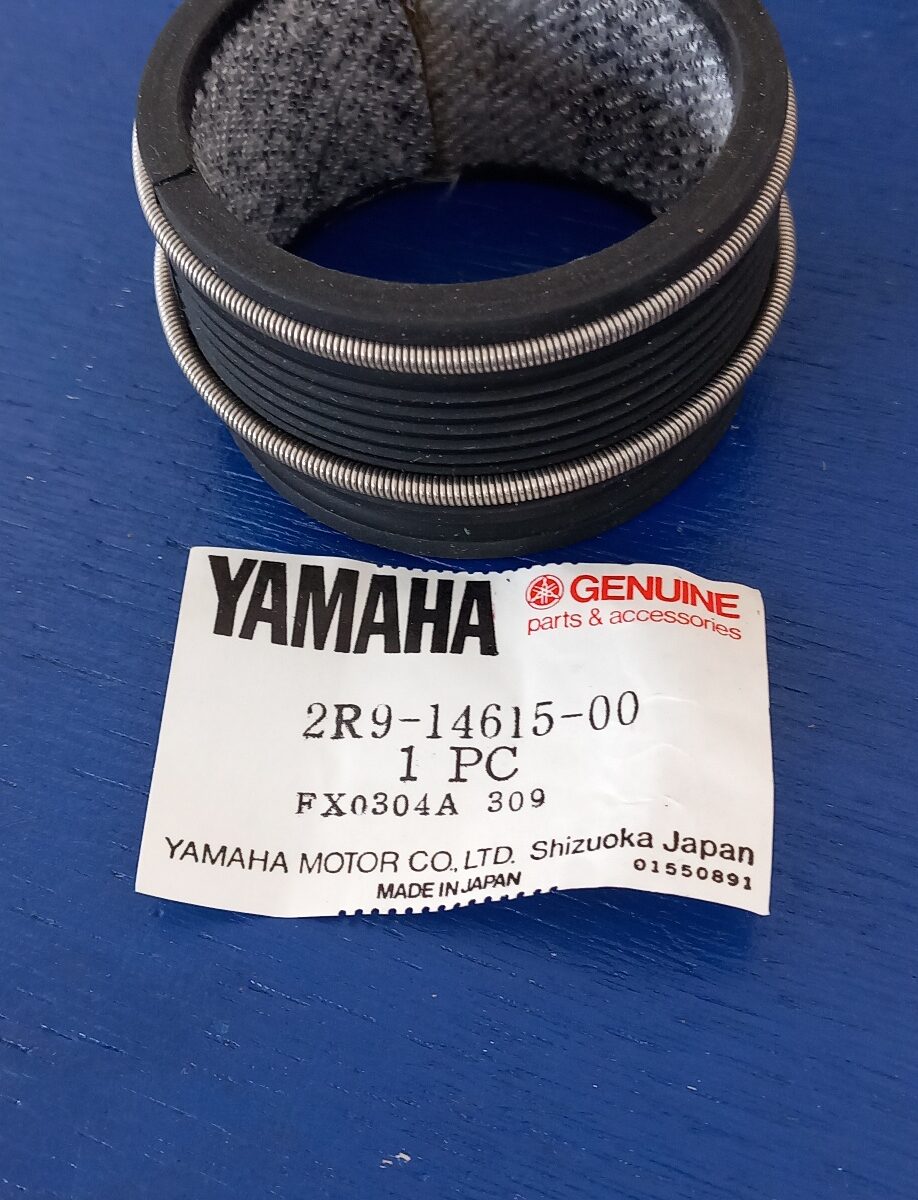 YAMAHA
GENUINE
parts & accessories
2R9-14615-00
1 PC
FX0304A 309
YAMAHA MOTOR CO., LTD. Shizuoka Japan
01550891
MADE IN JAPAN